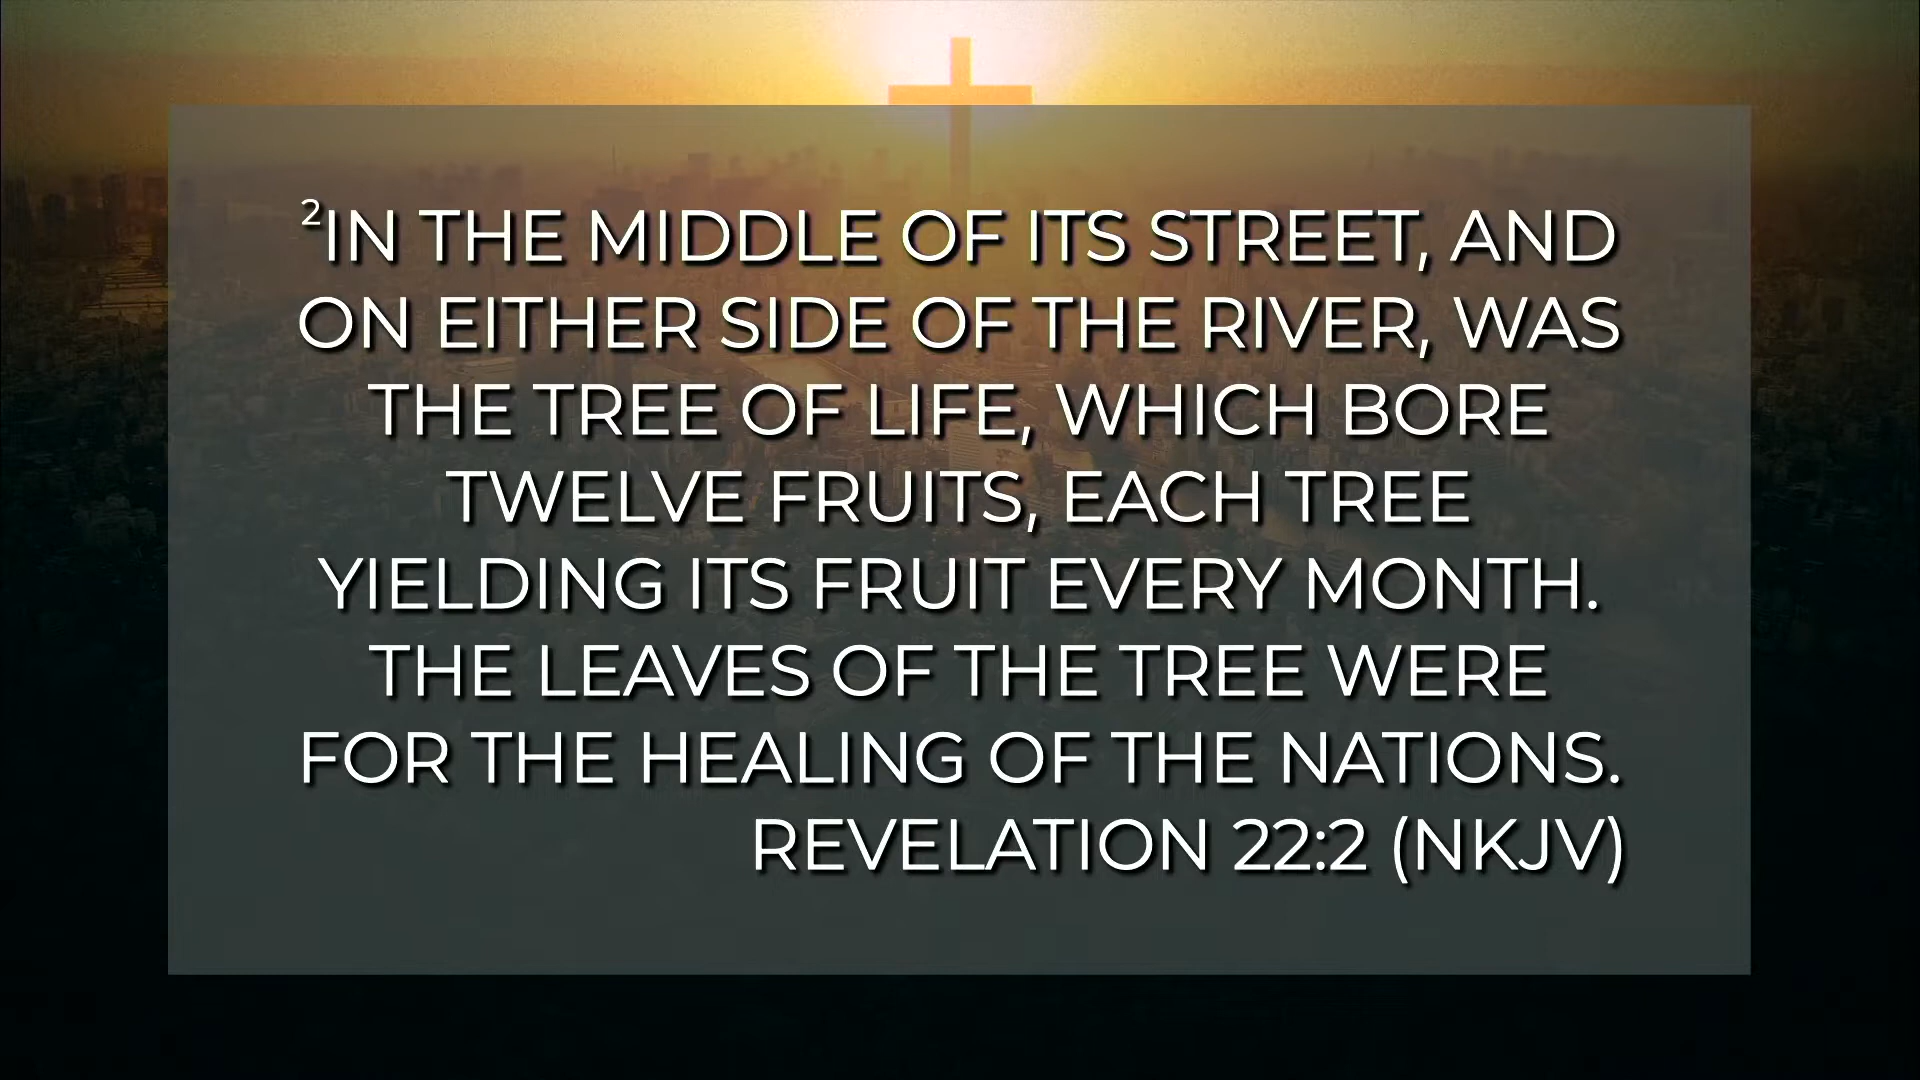 ²IN THE MIDDLE OF ITS STREET, AND
ON EITHER SIDE OF THE RIVER, WAS
THE TREE OF LIFE, WHICH BORE
TWELVE FRUITS, EACH TREE
YIELDING ITS FRUIT EVERY MONTH.
THE LEAVES OF THE TREE WERE
FOR THE HEALING OF THE NATIONS.
REVELATION 22:2 (NKJV)